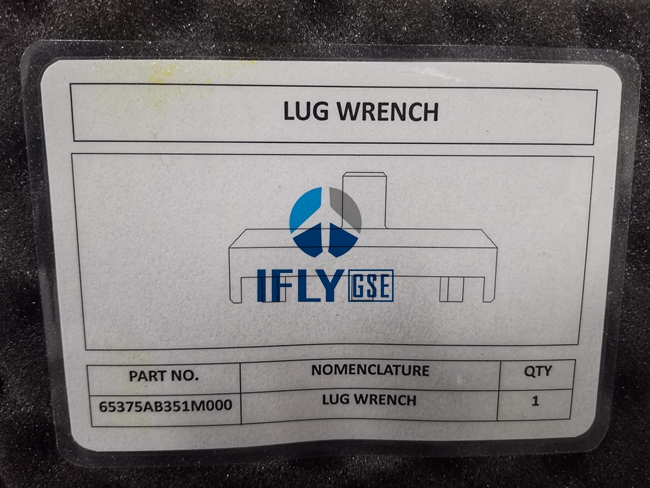 LUG WRENCH
IFLY GSE
PART NO. NOMENCLATURE QTY
65375AB351M000 LUG WRENCH 1